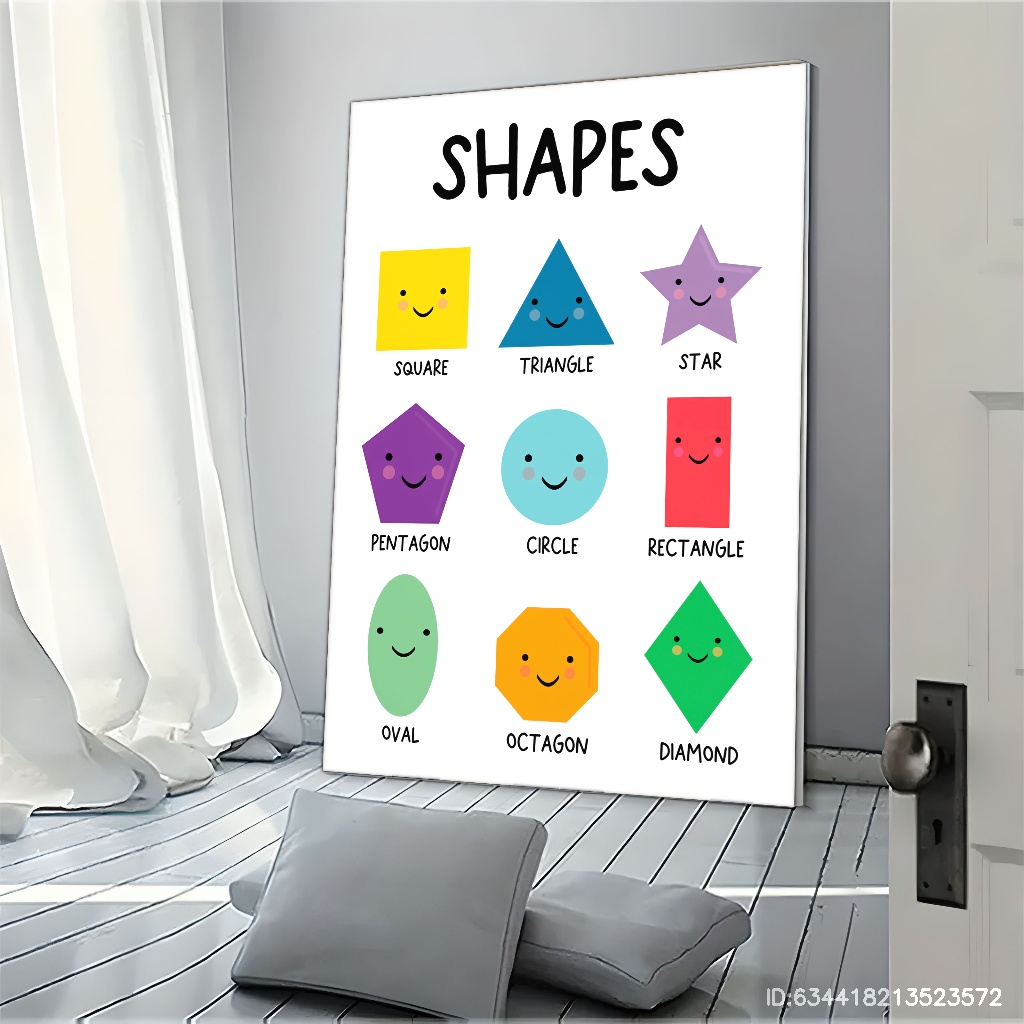 SHAPES
SQUARE TRIANGLE STAR
PENTAGON CIRCLE RECTANGLE
OVAL OCTAGON DIAMOND
ID:634418213523572